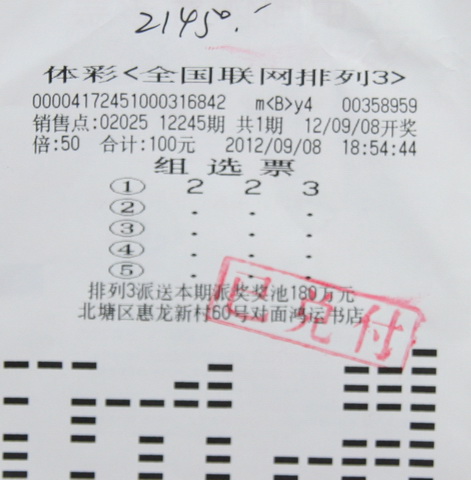 21450.
体彩<全国联网排列3>
00004172451000316842 m<B>y4 00358959
销售点:02025 12245期 共1期 12/09/08开奖
倍:50 合计:100元 2012/09/08 18:54:44
组选票
① 2 2 3
② . . .
③ . . .
④ . . .
⑤ . . .
排列3派送本期派奖奖池180万元
北塘区惠龙新村60号对面鸿运书店
已兑付